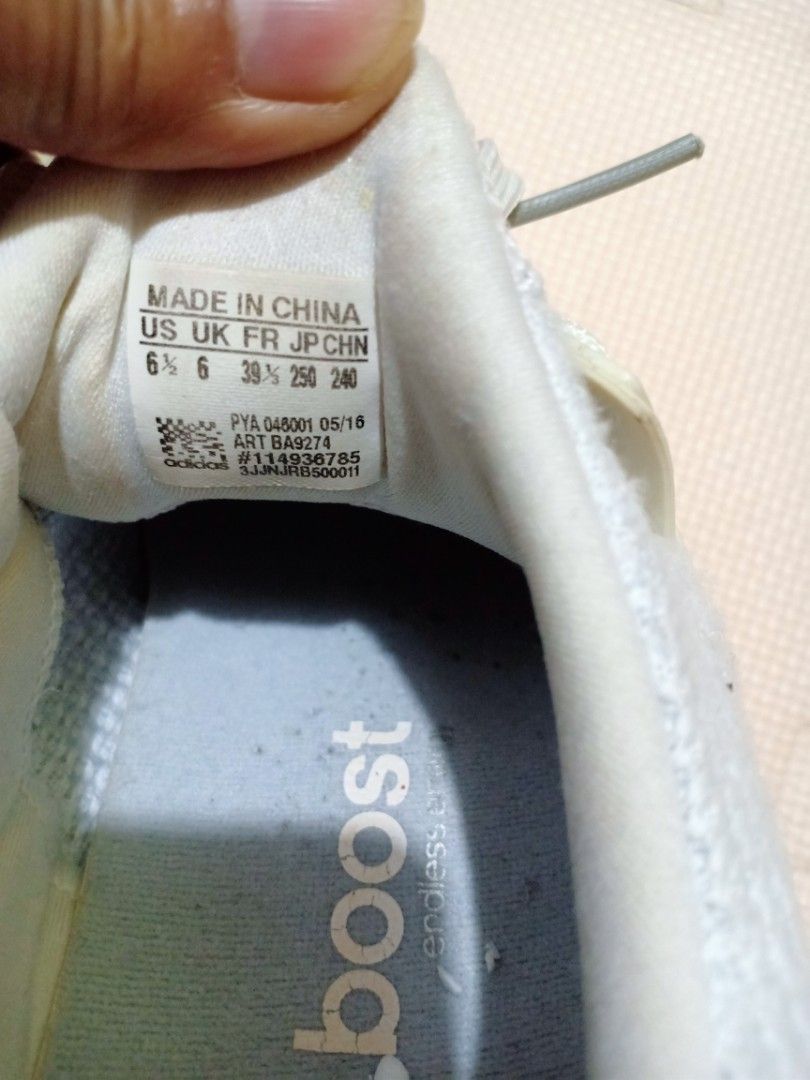 MADE IN CHINA
US UK FR JP CHN
6½ 6 39⅓ 250 240
PYA 046001 05/16
ART BA9274
#114936785
3JJNJRB500011
adidas
boost
endless